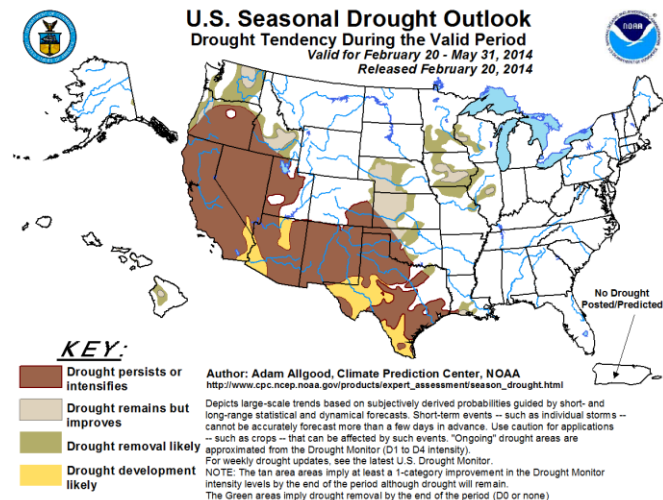 U.S. Seasonal Drought Outlook
Drought Tendency During the Valid Period
Valid for February 20 - May 31, 2014
Released February 20, 2014
NOAA
No Drought
Posted/Predicted
KEY:
Drought persists or
intensifies
Drought remains but
improves
Drought removal likely
Drought development
likely
Author: Adam Allgood, Climate Prediction Center, NOAA
http://www.cpc.ncep.noaa.gov/products/expert_assessment/season_drought.html
Depicts large-scale trends based on subjectively derived probabilities guided by short- and
long-range statistical and dynamical forecasts. Short-term events -- such as individual storms --
cannot be accurately forecast more than a few days in advance. Use caution for applications
-- such as crops -- that can be affected by such events. "Ongoing" drought areas are
approximated from the Drought Monitor (D1 to D4 intensity).
For weekly drought updates, see the latest U.S. Drought Monitor.
NOTE: The tan area areas imply at least a 1-category improvement in the Drought Monitor
intensity levels by the end of the period although drought will remain.
The Green areas imply drought removal by the end of the period (D0 or none)